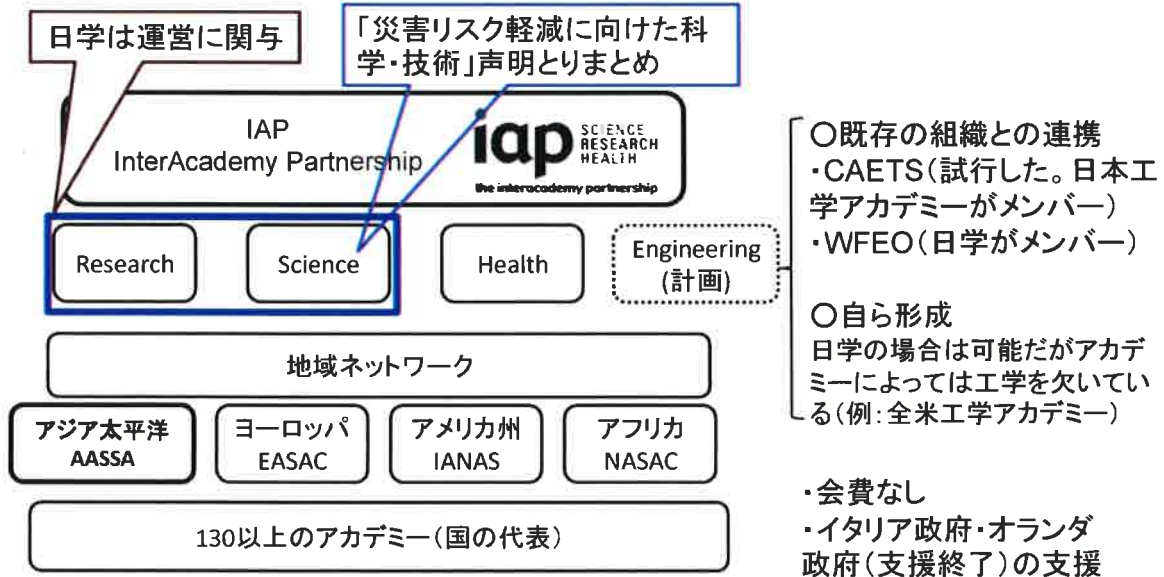 日学は運営に関与
「災害リスク軽減に向けた科
学・技術」声明とりまとめ
IAP
InterAcademy Partnership
iap
SCIENCE
RESEARCH
HEALTH
the interacademy partnership
Research
Science
Health
Engineering
(計画)
地域ネットワーク
アジア太平洋
AASSA
ヨーロッパ
EASAC
アメリカ州
IANAS
アフリカ
NASAC
130以上のアカデミー(国の代表)
○既存の組織との連携
・CAETS(試行した。日本工
学アカデミーがメンバー)
・WFEO(日学がメンバー)
○自ら形成
日学の場合は可能だがアカデ
ミーによっては工学を欠いてい
る(例:全米工学アカデミー)
・会費なし
・イタリア政府・オランダ
政府(支援終了)の支援